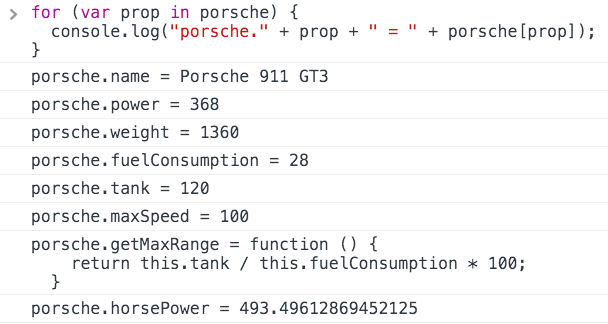 for (var prop in porsche) {
  console.log("porsche." + prop + " = " + porsche[prop]);
}
porsche.name = Porsche 911 GT3
porsche.power = 368
porsche.weight = 1360
porsche.fuelConsumption = 28
porsche.tank = 120
porsche.maxSpeed = 100
porsche.getMaxRange = function () {
    return this.tank / this.fuelConsumption * 100;
  }
porsche.horsePower = 493.49612869452125